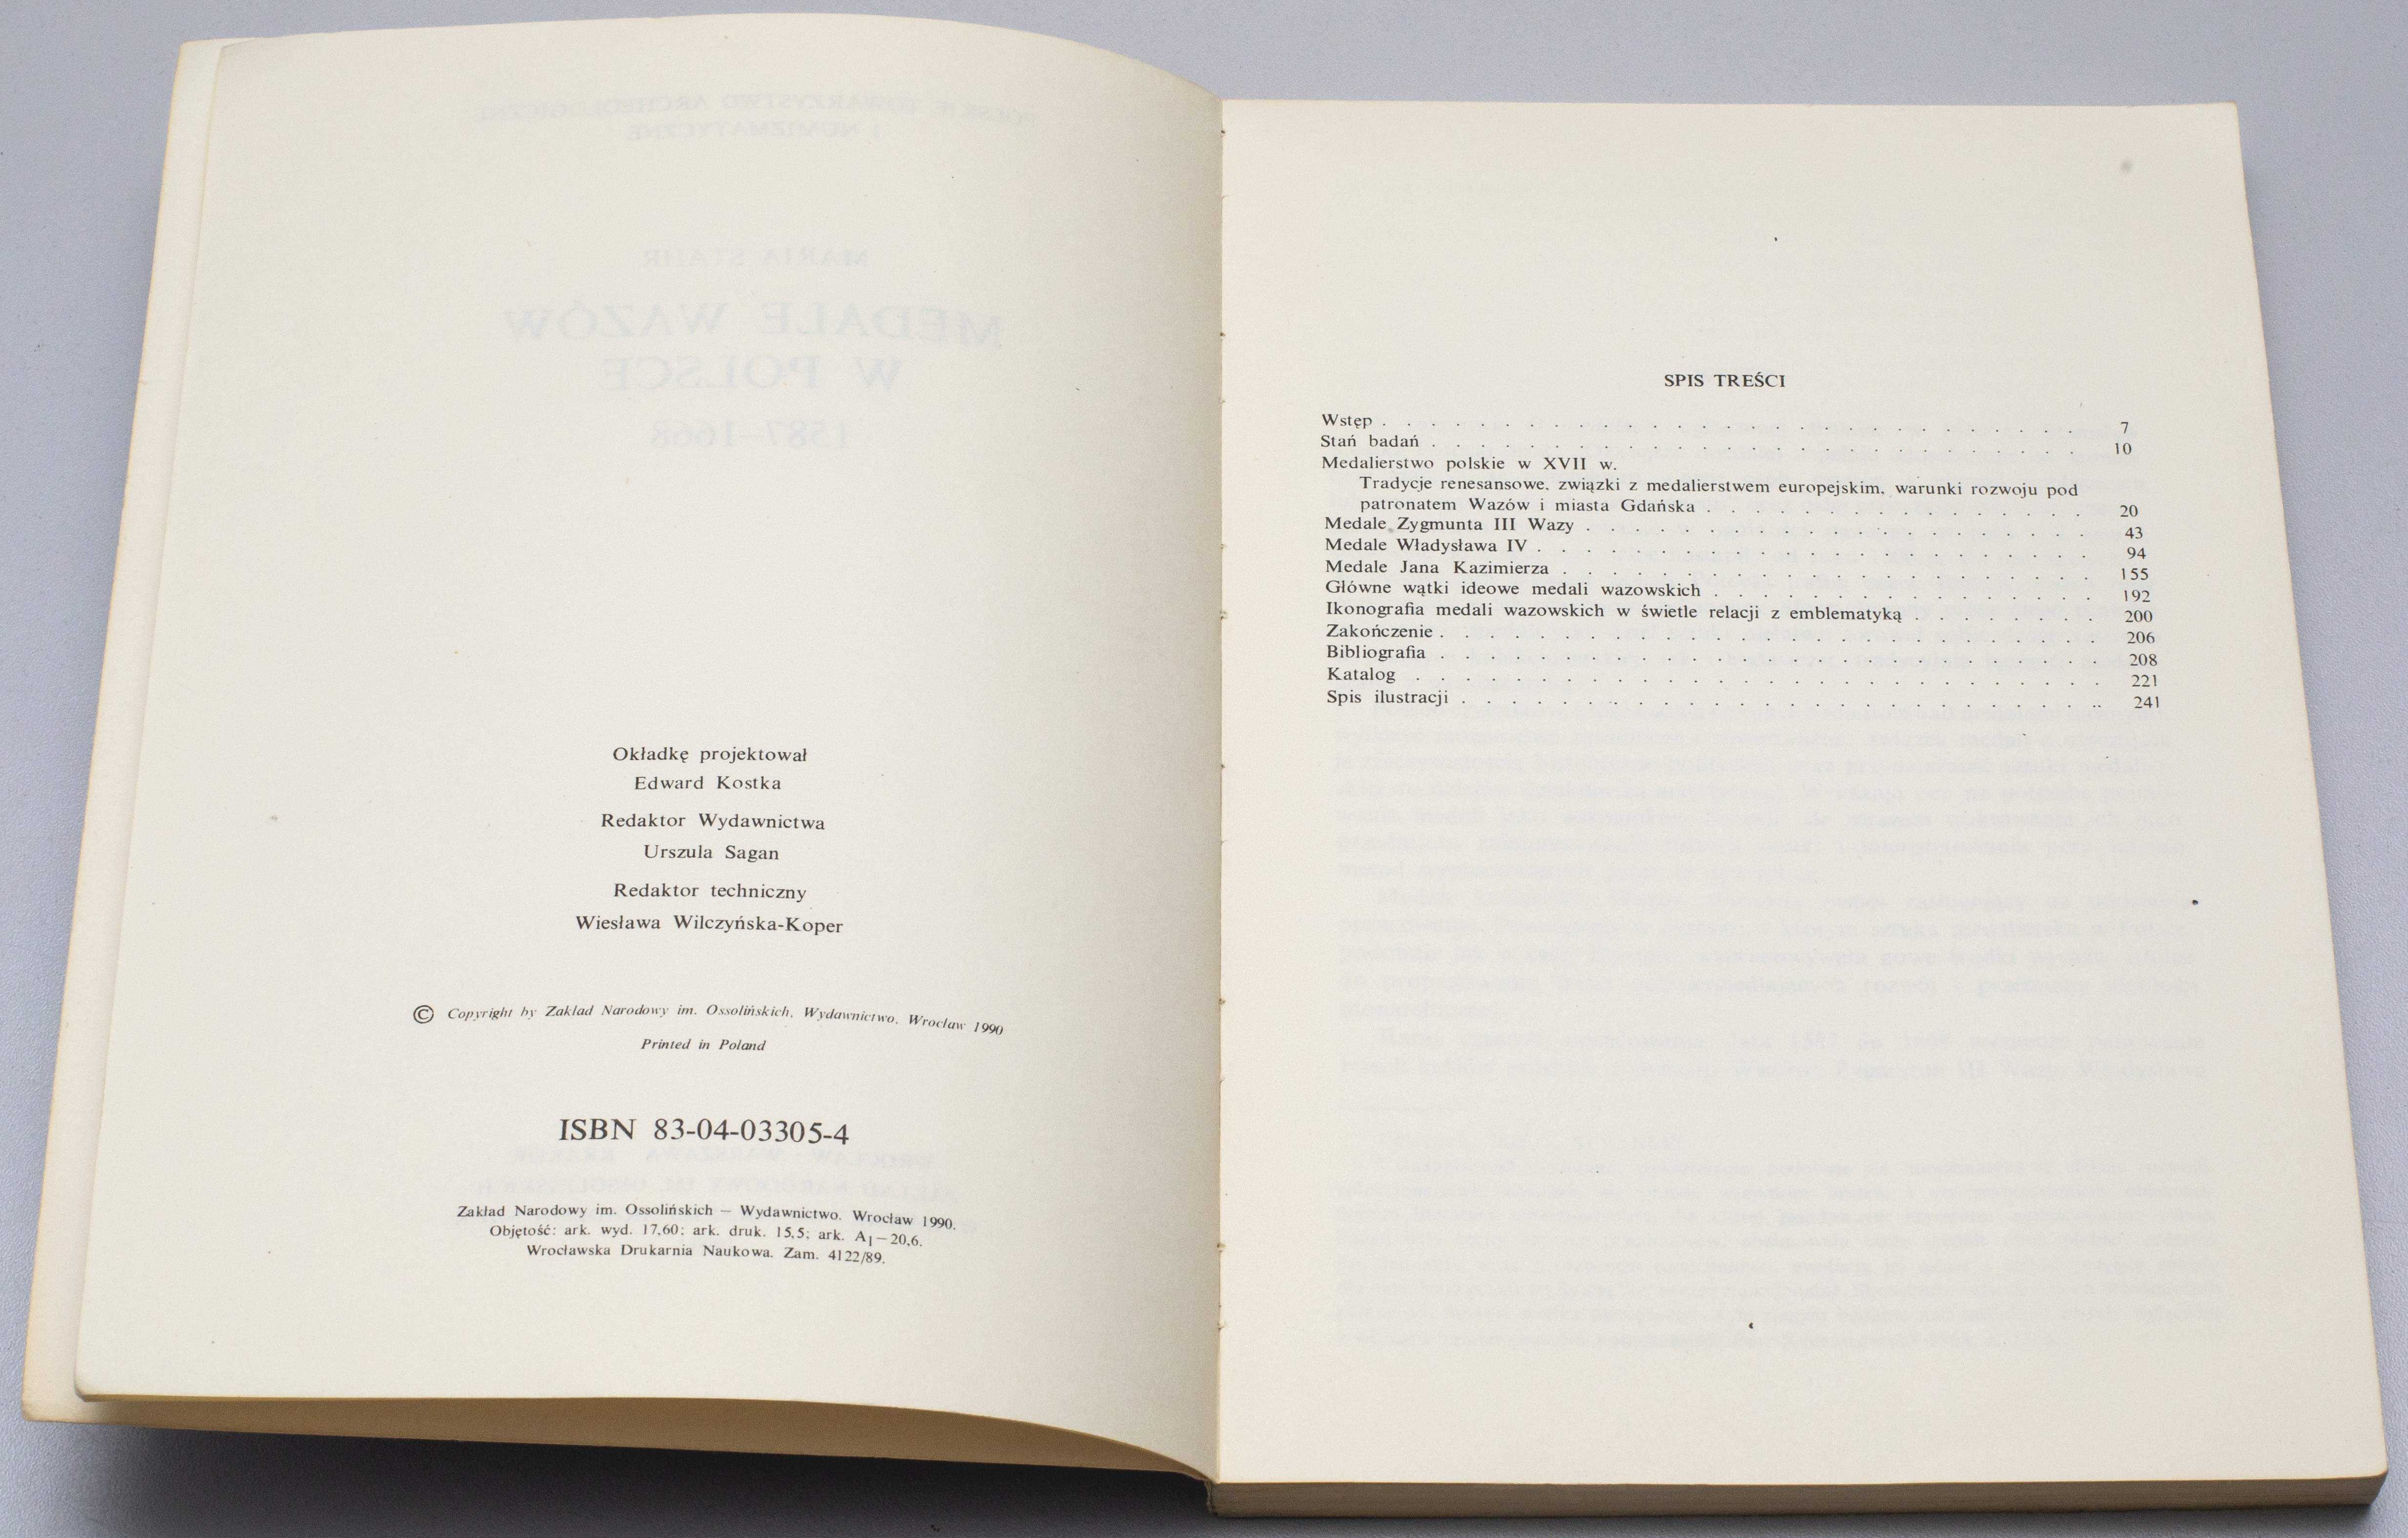 Okładkę projektował
Edward Kostka
Redaktor Wydawnictwa
Urszula Sagan
Redaktor techniczny
Wiesława Wilczyńska-Koper
© Copyright by Zakład Narodowy im. Ossolińskich, Wydawnictwo, Wrocław 1990
Printed in Poland
ISBN 83-04-03305-4
Zakład Narodowy im. Ossolińskich – Wydawnictwo. Wrocław 1990.
Objętość: ark. wyd. 17,60; ark. druk. 15,5; ark. A1–20,6.
Wrocławska Drukarnia Naukowa. Zam. 4122/89.
SPIS TREŚCI
Wstęp . . . . . . . . . . 7
Stań badań . . . . . . . . . . 10
Medalierstwo polskie w XVII w.
Tradycje renesansowe, związki z medalierstwem europejskim, warunki rozwoju pod
patronatem Wazów i miasta Gdańska . . . . . . . . . . 20
Medale Zygmunta III Wazy . . . . . . . . . . 43
Medale Władysława IV . . . . . . . . . . 94
Medale Jana Kazimierza . . . . . . . . . . 155
Główne wątki ideowe medali wazowskich . . . . . . . . . . 192
Ikonografia medali wazowskich w świetle relacji z emblematyką . . . . . . . . 200
Zakończenie . . . . . . . . . . 206
Bibliografia . . . . . . . . . . 208
Katalog . . . . . . . . . . 221
Spis ilustracji . . . . . . . . . . 241